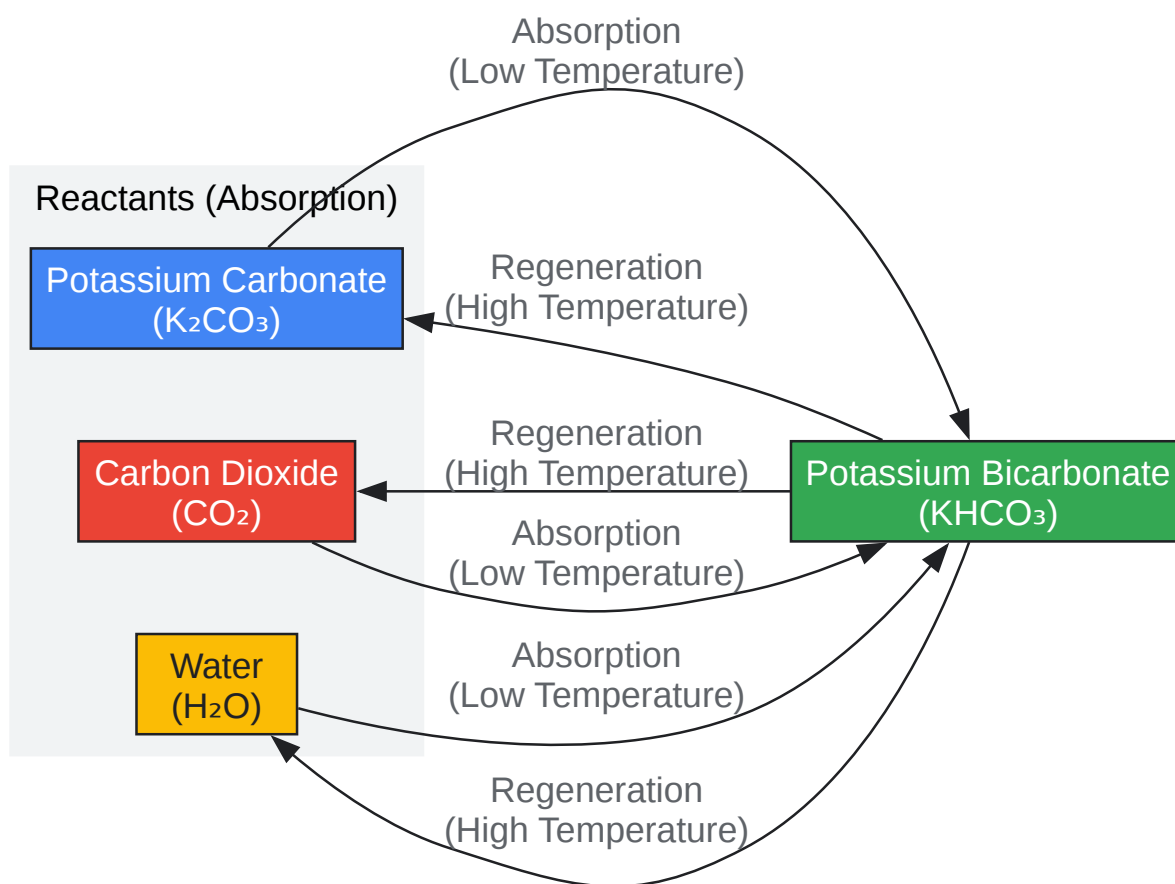 Absorption
(Low Temperature)
Reactants (Absorption)
Potassium Carbonate
(K₂CO₃)
Regeneration
(High Temperature)
Regeneration
(High Temperature)
Carbon Dioxide
(CO₂)
Potassium Bicarbonate
(KHCO₃)
Absorption
(Low Temperature)
Absorption
(Low Temperature)
Water
(H₂O)
Regeneration
(High Temperature)